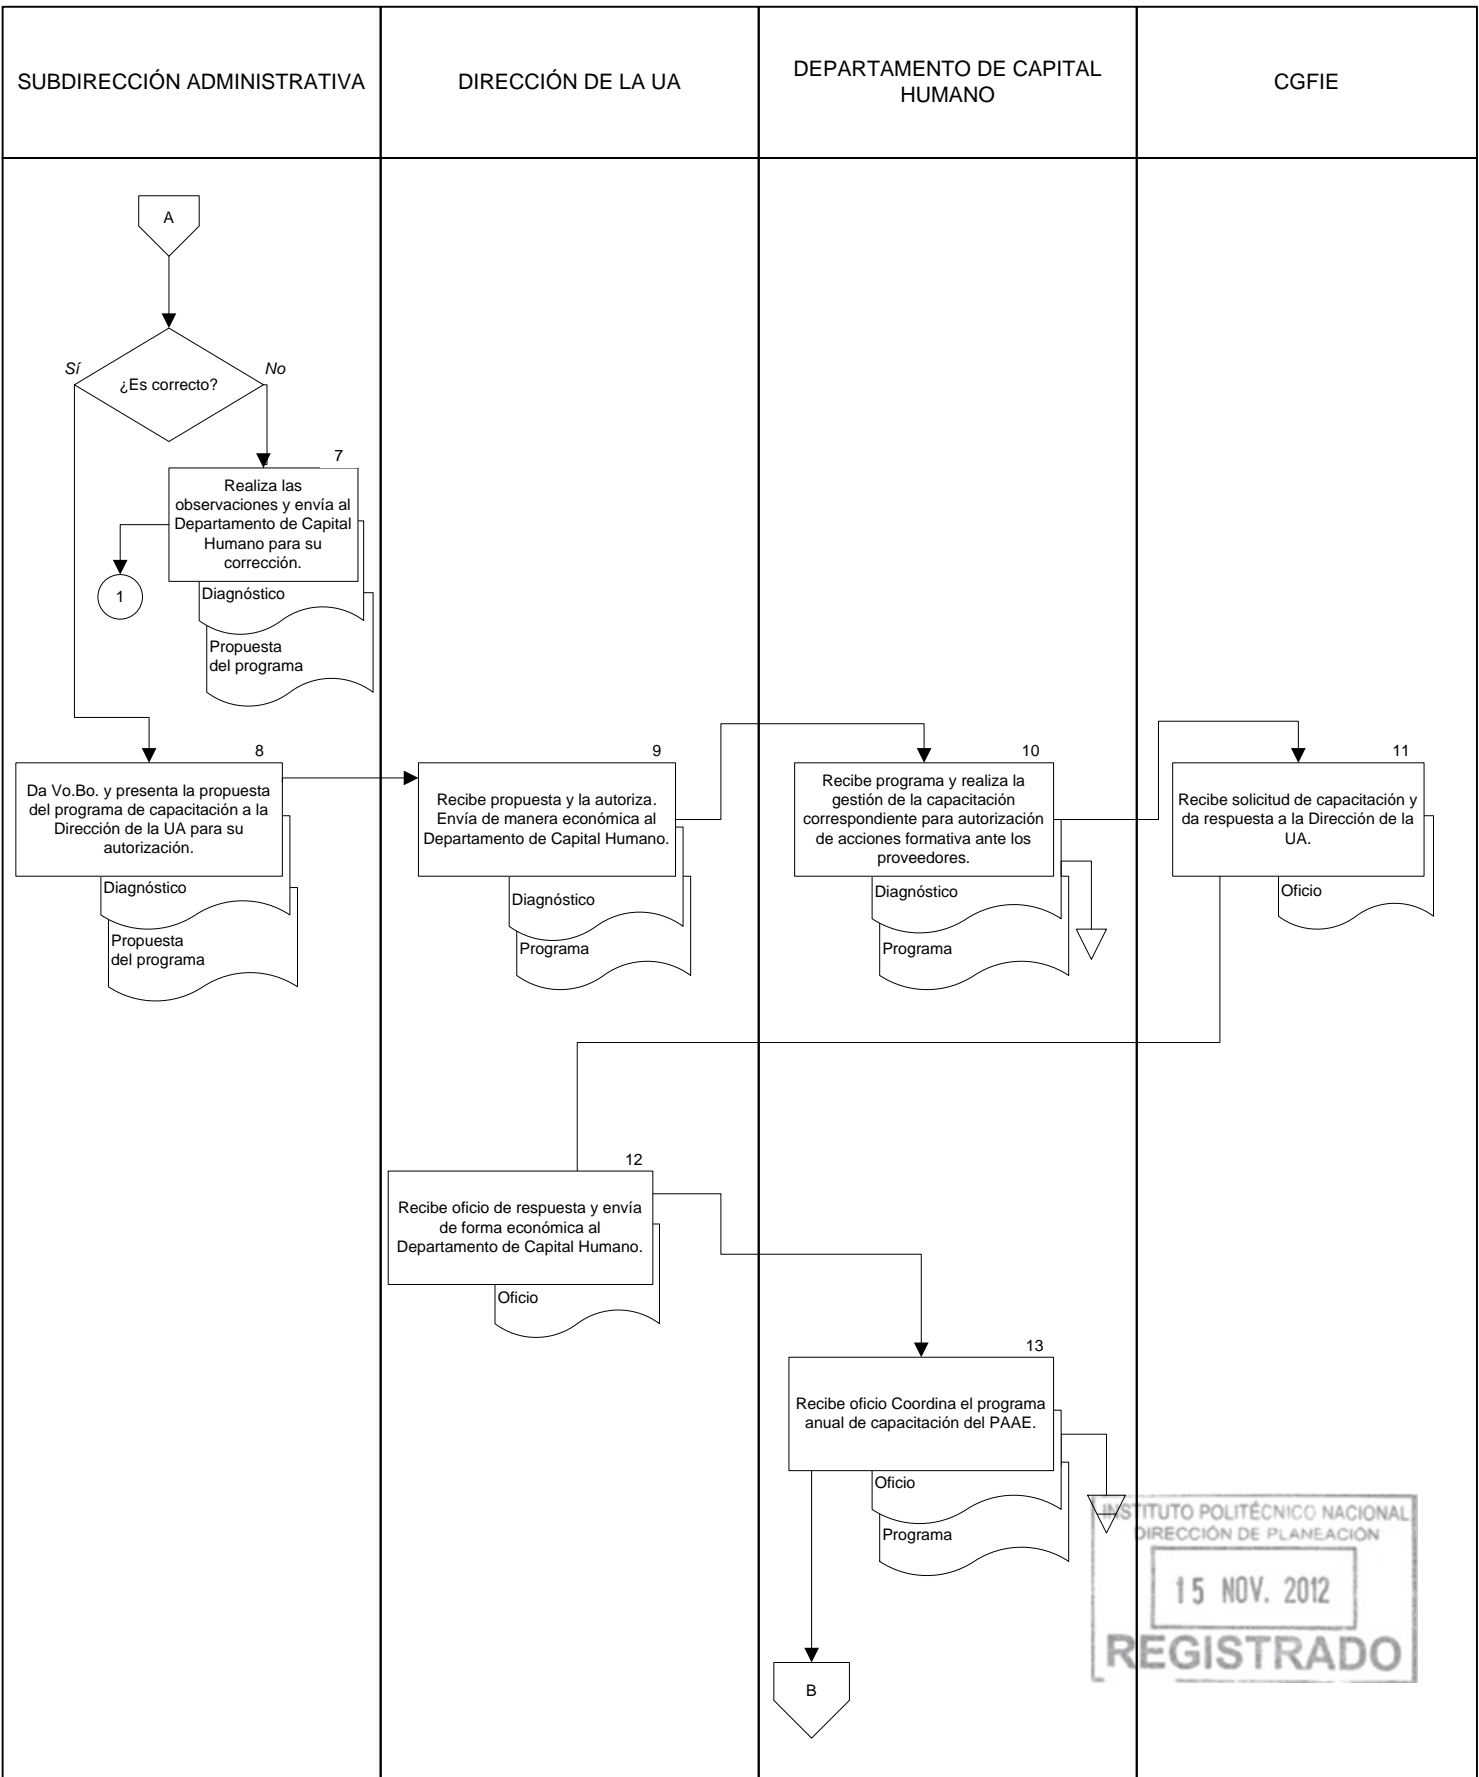 SUBDIRECCIÓN ADMINISTRATIVA
DIRECCIÓN DE LA UA
DEPARTAMENTO DE CAPITAL
HUMANO
CGFIE
A
Sí
No
¿Es correcto?
7
Realiza las
observaciones y envía al
Departamento de Capital
Humano para su
corrección.
1
Diagnóstico
Propuesta
del programa
8
Da Vo.Bo. y presenta la propuesta
del programa de capacitación a la
Dirección de la UA para su
autorización.
Diagnóstico
Propuesta
del programa
9
Recibe propuesta y la autoriza.
Envía de manera económica al
Departamento de Capital Humano.
Diagnóstico
Programa
10
Recibe programa y realiza la
gestión de la capacitación
correspondiente para autorización
de acciones formativa ante los
proveedores.
Diagnóstico
Programa
11
Recibe solicitud de capacitación y
da respuesta a la Dirección de la
UA.
Oficio
12
Recibe oficio de respuesta y envía
de forma económica al
Departamento de Capital Humano.
Oficio
13
Recibe oficio Coordina el programa
anual de capacitación del PAAE.
Oficio
Programa
B
INSTITUTO POLITÉCNICO NACIONAL
DIRECCIÓN DE PLANEACIÓN
15 NOV. 2012
REGISTRADO